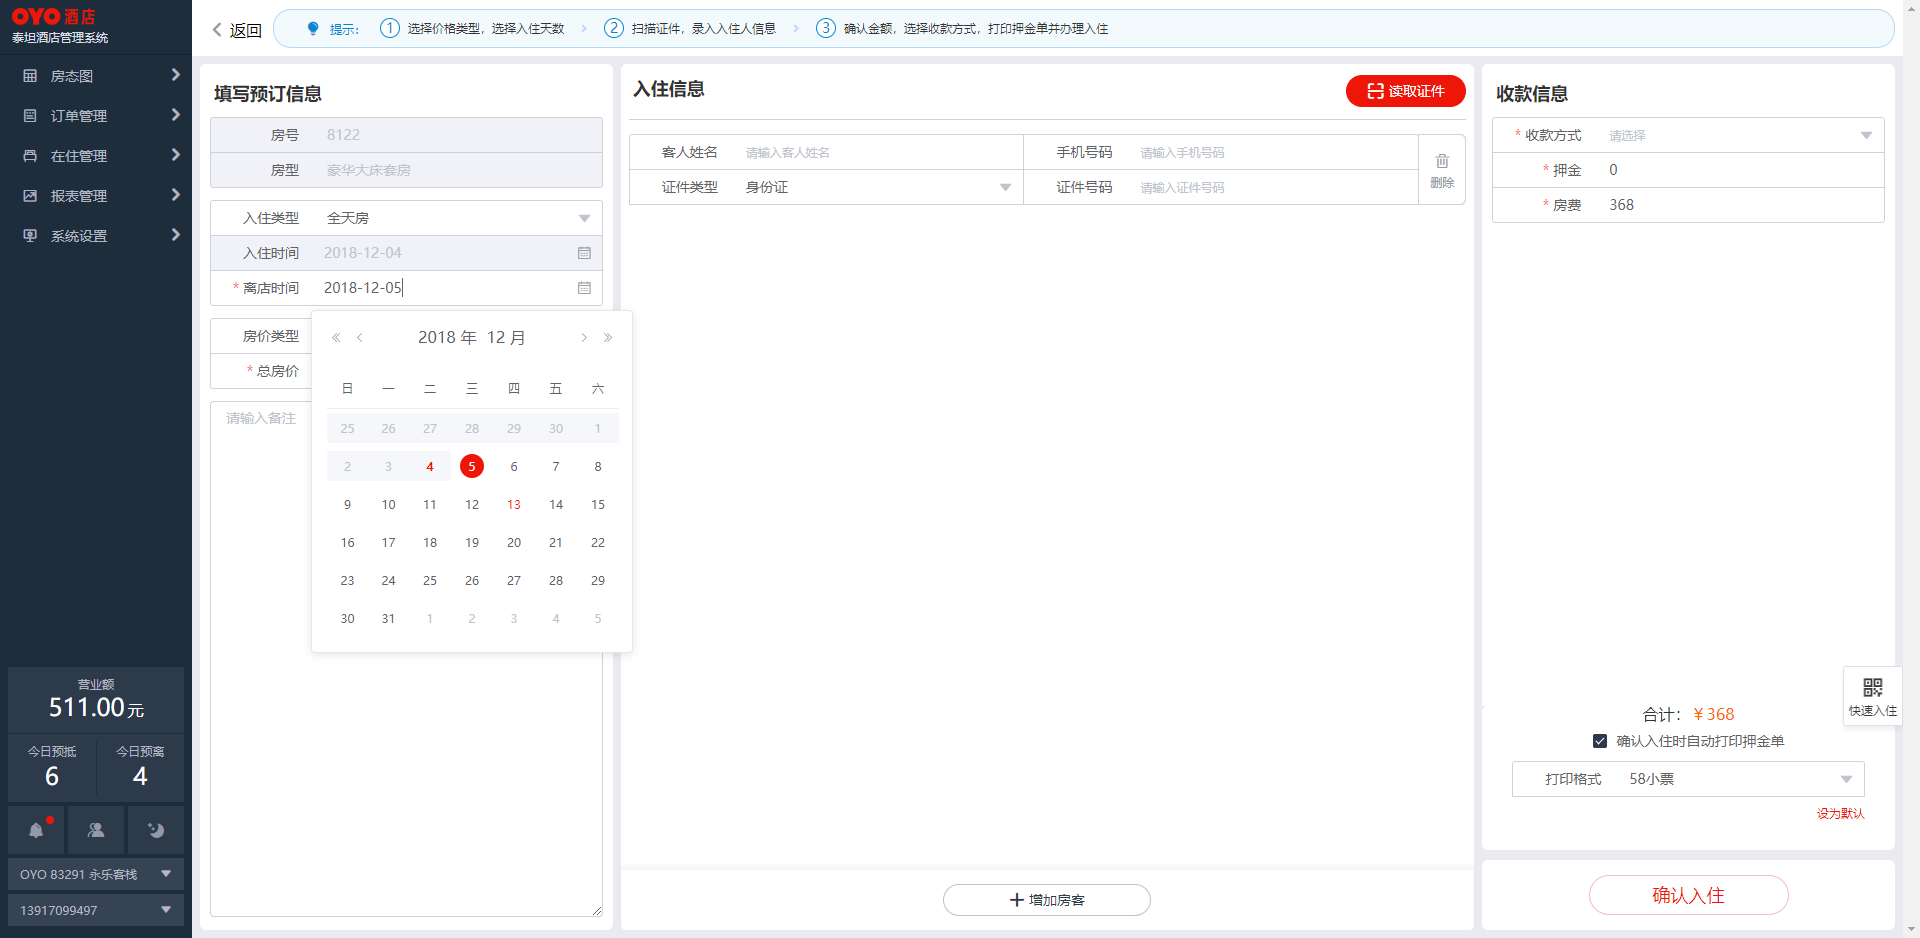 OYO 酒店
泰坦酒店管理系统
房态图
订单管理
在住管理
报表管理
系统设置
营业额
511.00元
今日预抵 今日预离
6 4
OYO 83291 永乐客栈
13917099497
返回
提示: 1 选择价格类型，选择入住天数 2 扫描证件，录入入住人信息 3 确认金额，选择收款方式，打印押金单并办理入住
填写预订信息
房号 8122
房型 豪华大床套房
入住类型 全天房
入住时间 2018-12-04
* 离店时间 2018-12-05
房价类型
* 总房价
请输入备注
2018 年 12 月
日 一 二 三 四 五 六
25 26 27 28 29 30 1
2 3 4 5 6 7 8
9 10 11 12 13 14 15
16 17 18 19 20 21 22
23 24 25 26 27 28 29
30 31 1 2 3 4 5
入住信息
读取证件
客人姓名 请输入客人姓名 手机号码 请输入手机号码
证件类型 身份证 证件号码 请输入证件号码
删除
增加房客
收款信息
* 收款方式 请选择
* 押金 0
* 房费 368
快速入住
合计: ¥ 368
确认入住时自动打印押金单
打印格式 58小票
设为默认
确认入住